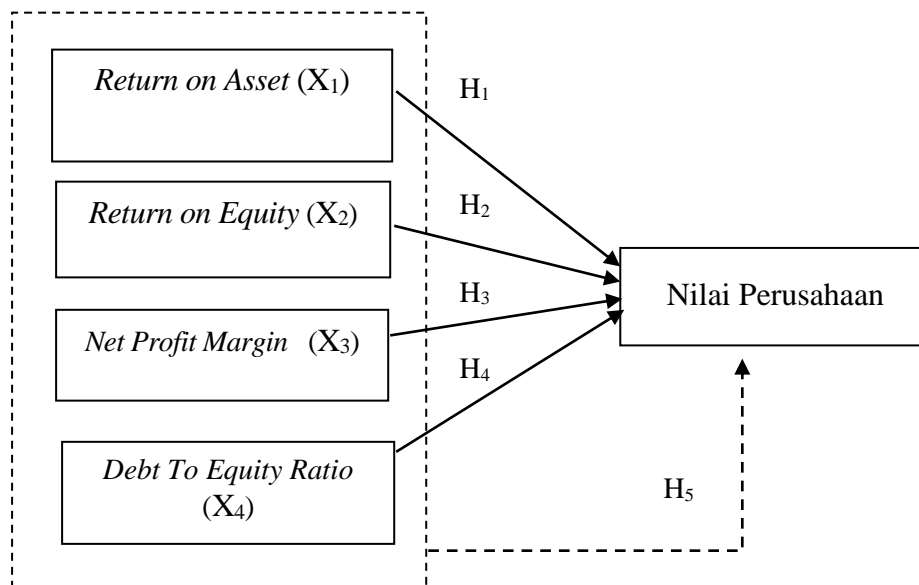 Return on Asset (X₁)
H₁
Return on Equity (X₂)
H₂
Net Profit Margin (X₃)
H₃
Debt To Equity Ratio
(X₄)
H₄
Nilai Perusahaan
H₅